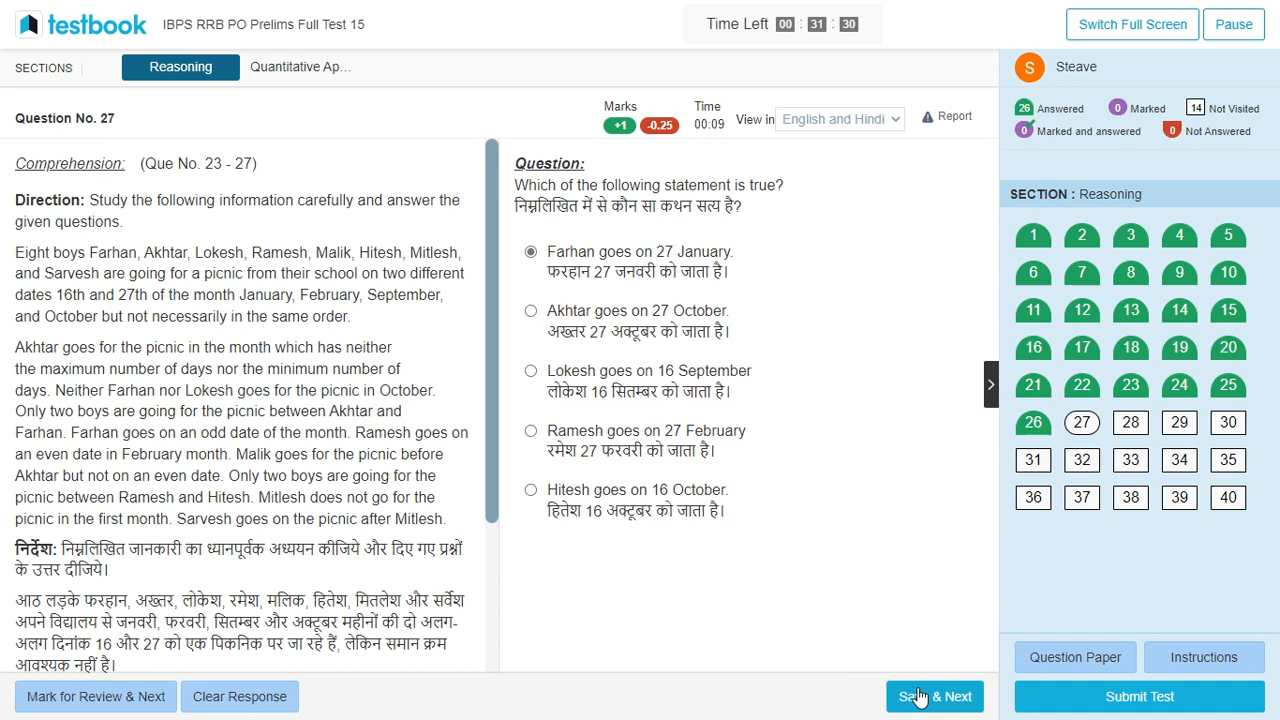 testbook
IBPS RRB PO Prelims Full Test 15
Time Left 00 : 31 : 30
Switch Full Screen
Pause
SECTIONS
Reasoning
Quantitative Ap...
S Steave
Question No. 27
Marks
+1 -0.25
Time
00:09
View in English and Hindi
Report
26 Answered
0 Marked
14 Not Visited
0 Marked and answered
0 Not Answered
Comprehension: (Que No. 23 - 27)
Direction: Study the following information carefully and answer the
given questions.
Eight boys Farhan, Akhtar, Lokesh, Ramesh, Malik, Hitesh, Mitlesh,
and Sarvesh are going for a picnic from their school on two different
dates 16th and 27th of the month January, February, September,
and October but not necessarily in the same order.
Akhtar goes for the picnic in the month which has neither
the maximum number of days nor the minimum number of
days. Neither Farhan nor Lokesh goes for the picnic in October.
Only two boys are going for the picnic between Akhtar and
Farhan. Farhan goes on an odd date of the month. Ramesh goes on
an even date in February month. Malik goes for the picnic before
Akhtar but not on an even date. Only two boys are going for the
picnic between Ramesh and Hitesh. Mitlesh does not go for the
picnic in the first month. Sarvesh goes on the picnic after Mitlesh.
निर्देश: निम्नलिखित जानकारी का ध्यानपूर्वक अध्ययन कीजिये और दिए गए प्रश्नों
के उत्तर दीजिये।
आठ लड़के फरहान, अख्तर, लोकेश, रमेश, मलिक, हितेश, मितलेश और सर्वेश
अपने विद्यालय से जनवरी, फरवरी, सितम्बर और अक्टूबर महीनों की दो अलग-
अलग दिनांक 16 और 27 को एक पिकनिक पर जा रहे हैं, लेकिन समान क्रम
आवश्यक नहीं है।
Question:
Which of the following statement is true?
निम्नलिखित में से कौन सा कथन सत्य है?
Farhan goes on 27 January.
फरहान 27 जनवरी को जाता है।
Akhtar goes on 27 October.
अख्तर 27 अक्टूबर को जाता है।
Lokesh goes on 16 September
लोकेश 16 सितम्बर को जाता है।
Ramesh goes on 27 February
रमेश 27 फरवरी को जाता है।
Hitesh goes on 16 October.
हितेश 16 अक्टूबर को जाता है।
SECTION : Reasoning
1 2 3 4 5
6 7 8 9 10
11 12 13 14 15
16 17 18 19 20
21 22 23 24 25
26 27 28 29 30
31 32 33 34 35
36 37 38 39 40
Question Paper
Instructions
Mark for Review & Next
Clear Response
Save & Next
Submit Test